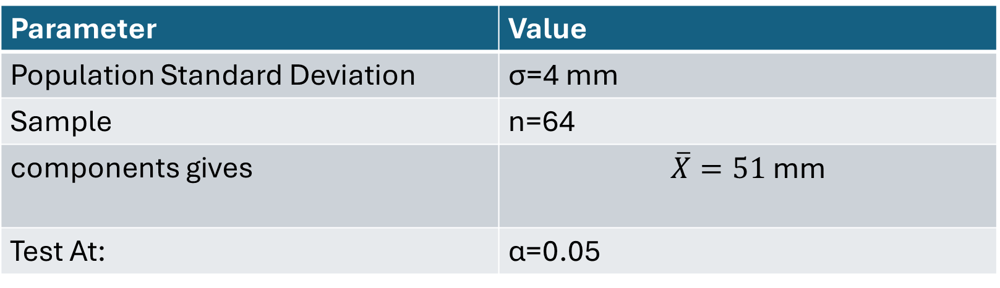 Parameter Value
Population Standard Deviation σ=4 mm
Sample n=64
components gives X̄ = 51 mm
Test At: α=0.05